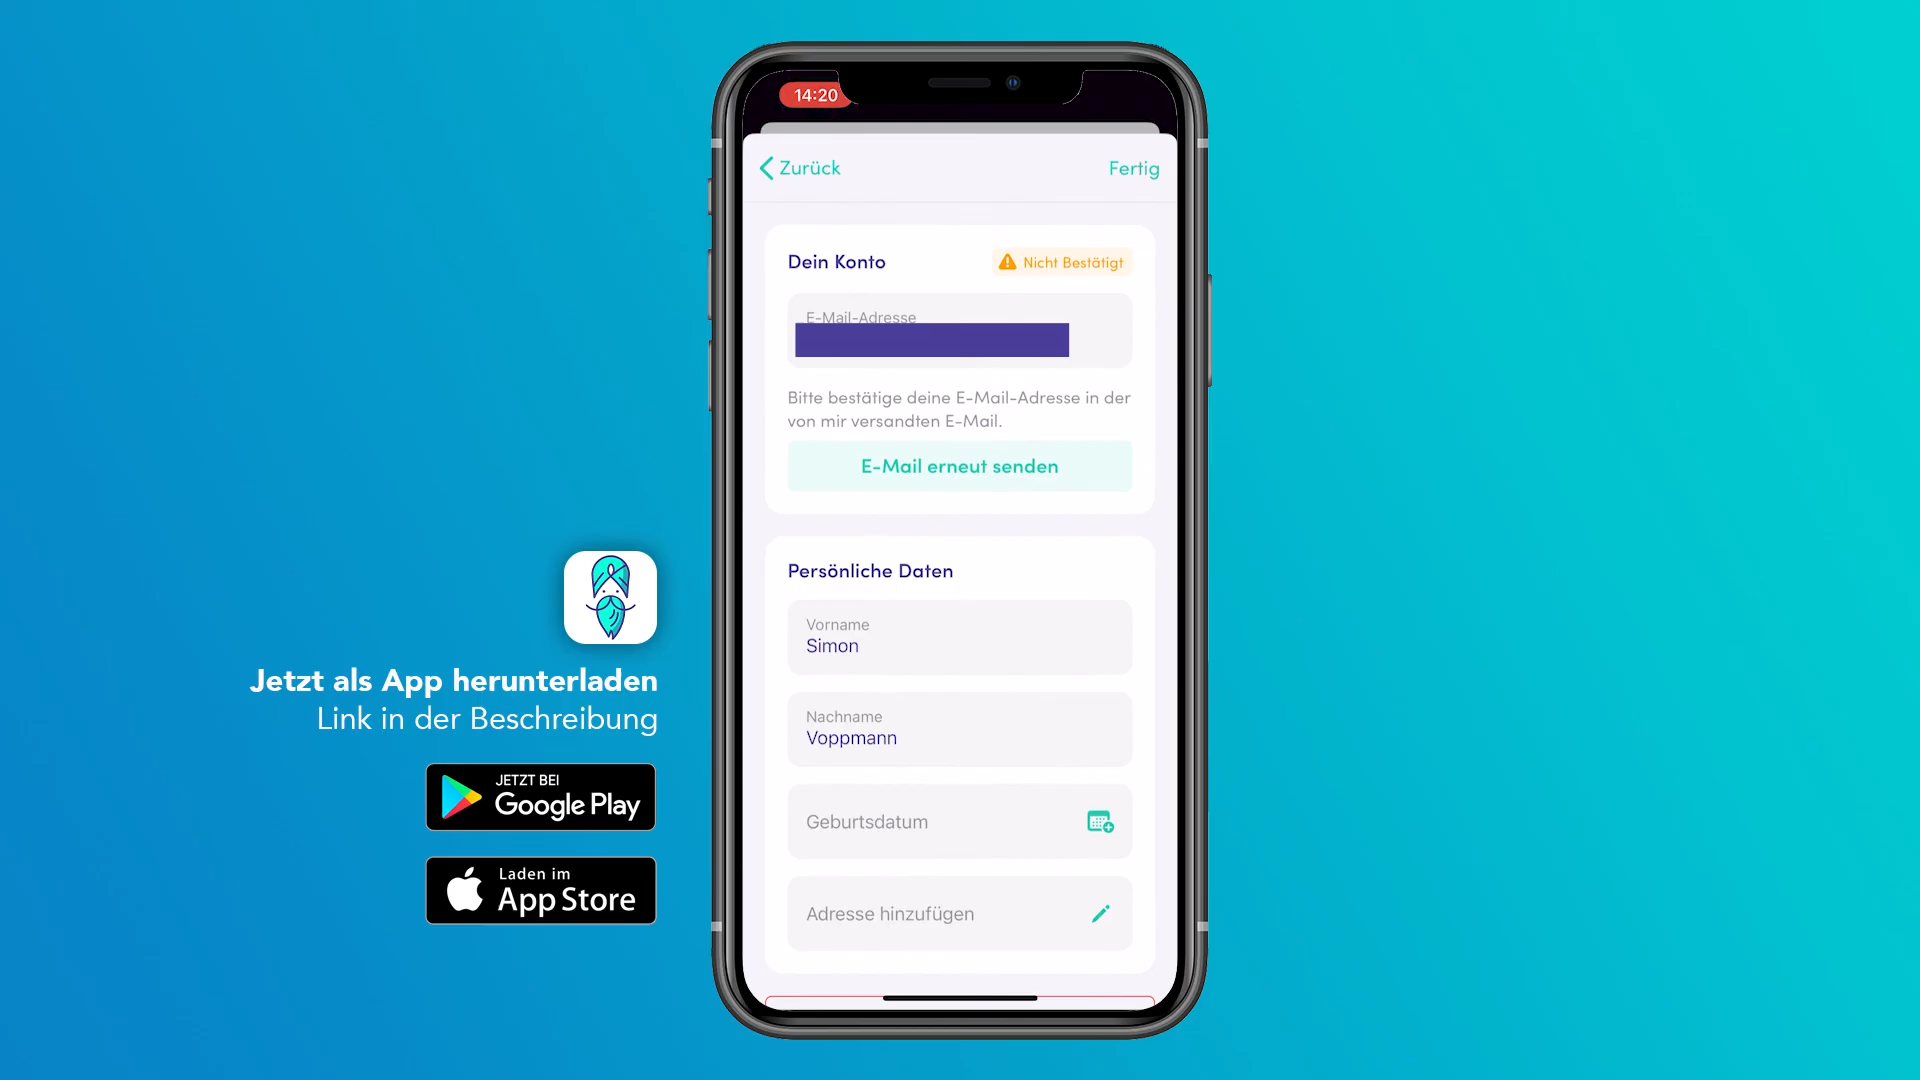 14:20
Zurück
Fertig
Dein Konto
Nicht Bestätigt
E-Mail-Adresse
Bitte bestätige deine E-Mail-Adresse in der
von mir versandten E-Mail.
E-Mail erneut senden
Persönliche Daten
Vorname
Simon
Nachname
Voppmann
Geburtsdatum
Adresse hinzufügen
Jetzt als App herunterladen
Link in der Beschreibung
JETZT BEI
Google Play
Laden im
App Store